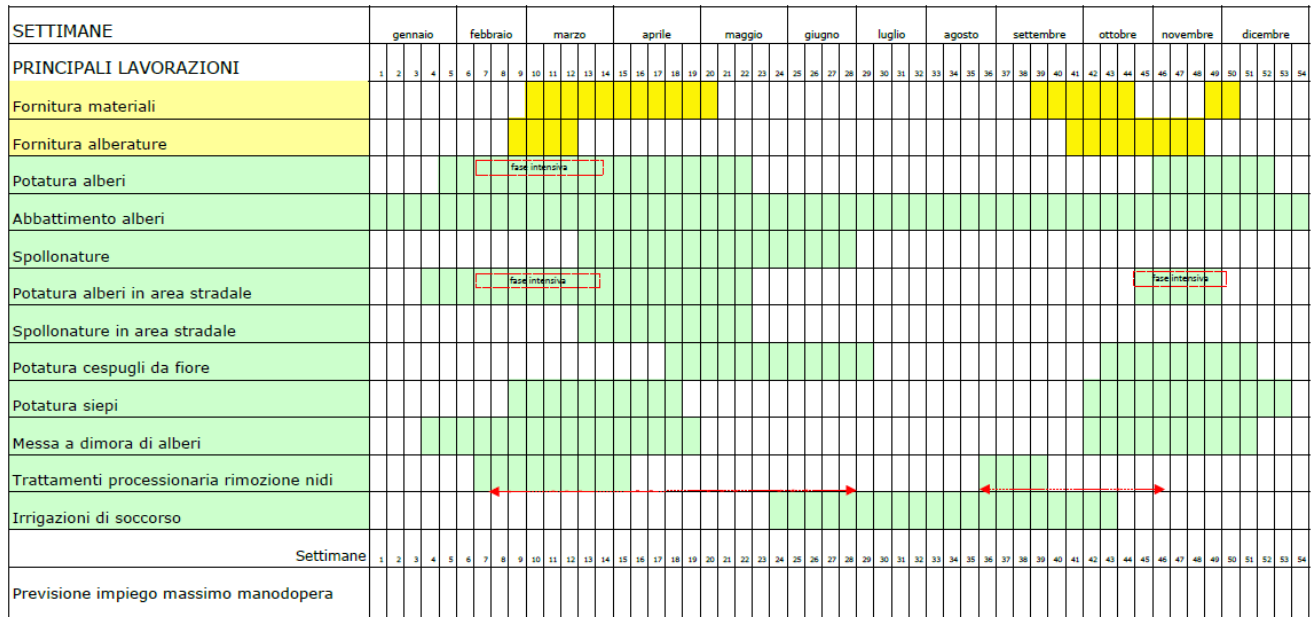 SETTIMANE gennaio febbraio marzo aprile maggio giugno luglio agosto settembre ottobre novembre dicembre
PRINCIPALI LAVORAZIONI 1 2 3 4 5 6 7 8 9 10 11 12 13 14 15 16 17 18 19 20 21 22 23 24 25 26 27 28 29 30 31 32 33 34 35 36 37 38 39 40 41 42 43 44 45 46 47 48 49 50 51 52 53 54
Fornitura materiali
Fornitura alberature
Potatura alberi fase intensiva
Abbattimento alberi
Spollonature
Potatura alberi in area stradale fase intensiva fase intensiva
Spollonature in area stradale
Potatura cespugli da fiore
Potatura siepi
Messa a dimora di alberi
Trattamenti processionaria rimozione nidi
Irrigazioni di soccorso
Settimane 1 2 3 4 5 6 7 8 9 10 11 12 13 14 15 16 17 18 19 20 21 22 23 24 25 26 27 28 29 30 31 32 33 34 35 36 37 38 39 40 41 42 43 44 45 46 47 48 49 50 51 52 53 54
Previsione impiego massimo manodopera